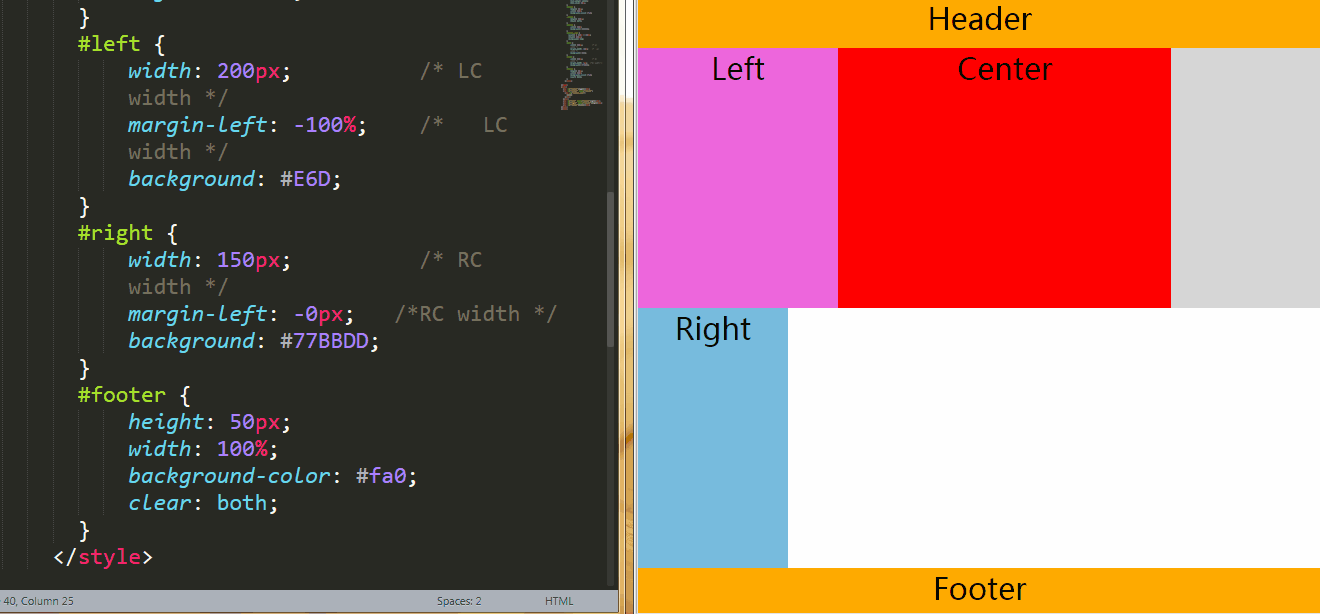 }
#left {
width: 200px; /* LC
width */
margin-left: -100%; /* LC
width */
background: #E6D;
}
#right {
width: 150px; /* RC
width */
margin-left: -0px; /*RC width */
background: #77BBDD;
}
#footer {
height: 50px;
width: 100%;
background-color: #fa0;
clear: both;
}
</style>
40, Column 25 Spaces: 2 HTML
Header
Left Center
Right
Footer